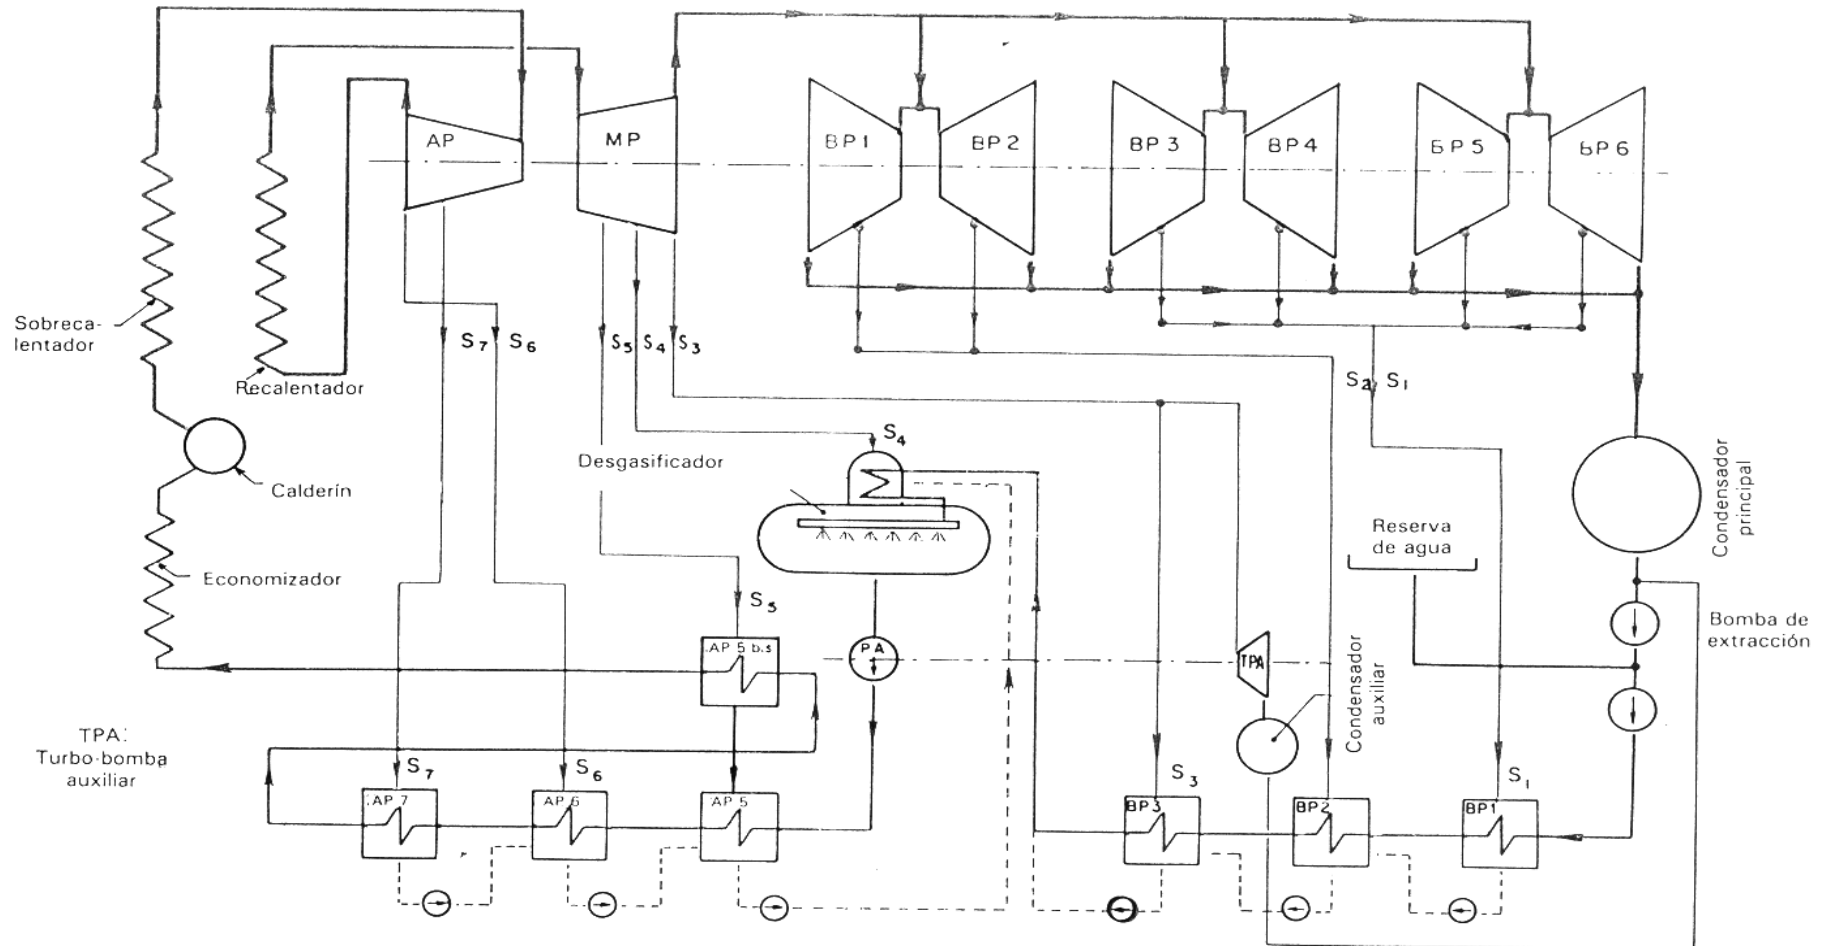 AP
MP
BP1
BP2
BP3
BP4
BP5
BP6
Sobreca-
lentador
Recalentador
S7
S6
S5
S4
S3
S2
S1
Calderín
Desgasificador
S4
Condensador
principal
Reserva
de agua
Economizador
S5
Bomba de
extracción
AP 5 b.s
PA
TPA
Condensador
auxiliar
TPA:
Turbo-bomba
auxiliar
S7
S6
S3
S1
AP 7
AP 6
AP 5
BP3
BP2
BP1